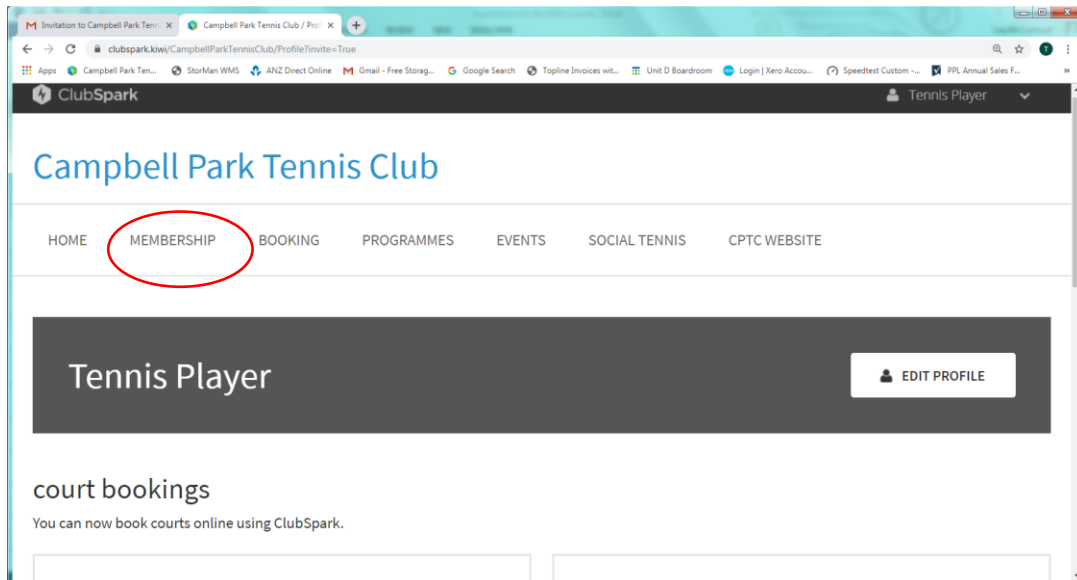 Invitation to Campbell Park Tenn
Campbell Park Tennis Club / Prof
clubspark.kiwi/CampbellParkTennisClub/Profile?invite=True
T
Apps Campbell Park Ten... StorMan WMS ANZ Direct Online Gmail - Free Storag... Google Search Topline Invoices wit... Unit D Boardroom Login | Xero Accou... Speedtest Custom -... PPL Annual Sales F... »
ClubSpark
Tennis Player
Campbell Park Tennis Club
HOME MEMBERSHIP BOOKING PROGRAMMES EVENTS SOCIAL TENNIS CPTC WEBSITE
Tennis Player
EDIT PROFILE
court bookings
You can now book courts online using ClubSpark.